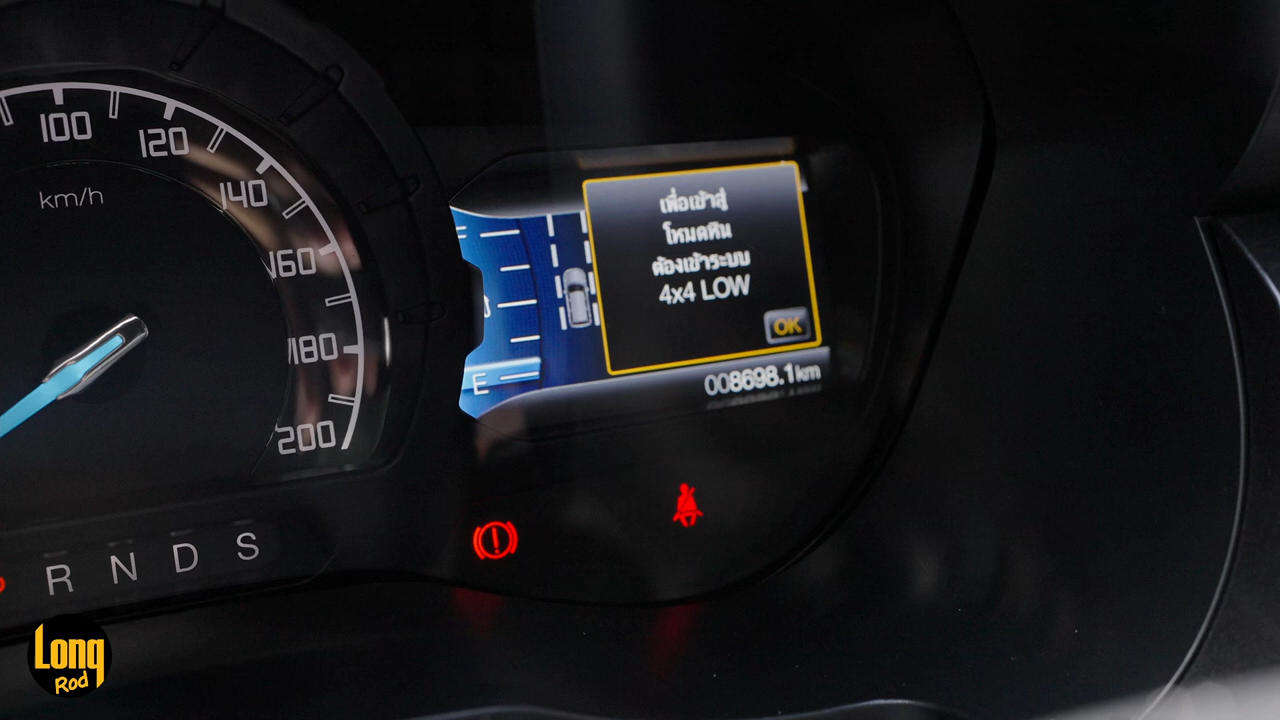 100
120
km/h
140
160
180
200
เพื่อเข้าสู่
โหมดหิน
ต้องเข้าระบบ
4x4 LOW
OK
F
E
008698.1km
R N D S
Long
Rod